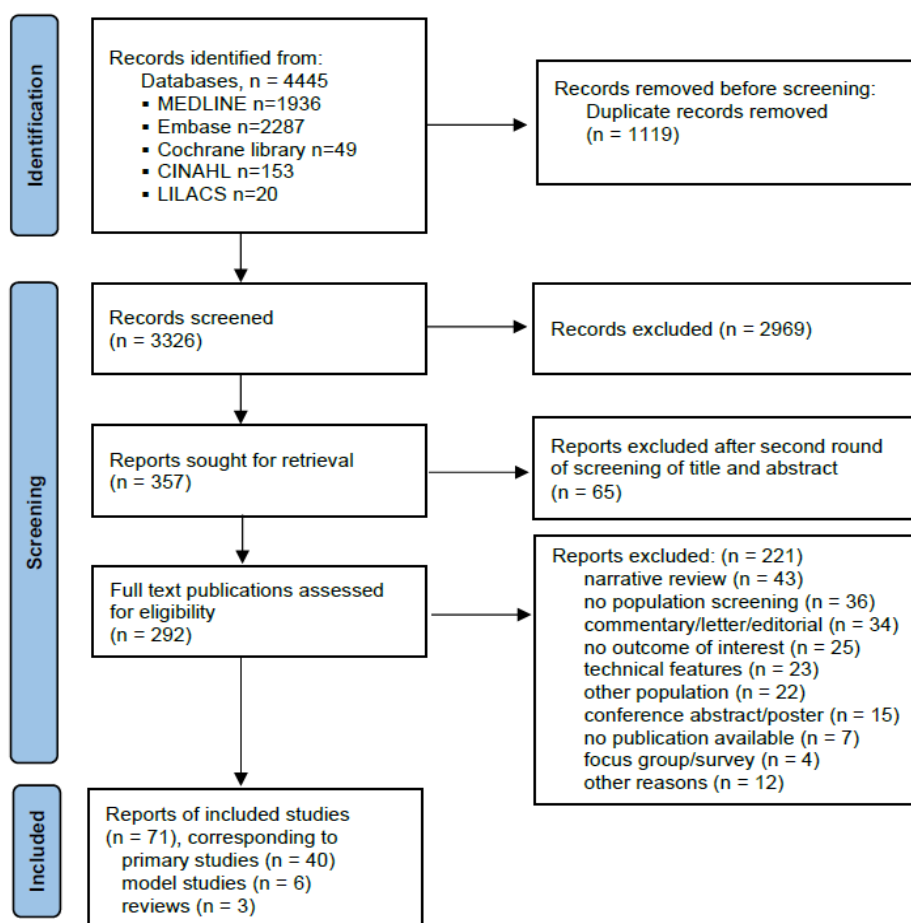 Identification
Records identified from:
Databases, n = 4445
▪ MEDLINE n=1936
▪ Embase n=2287
▪ Cochrane library n=49
▪ CINAHL n=153
▪ LILACS n=20
Records removed before screening:
Duplicate records removed
(n = 1119)
Screening
Records screened
(n = 3326)
Records excluded (n = 2969)
Reports sought for retrieval
(n = 357)
Reports excluded after second round
of screening of title and abstract
(n = 65)
Full text publications assessed
for eligibility
(n = 292)
Reports excluded: (n = 221)
narrative review (n = 43)
no population screening (n = 36)
commentary/letter/editorial (n = 34)
no outcome of interest (n = 25)
technical features (n = 23)
other population (n = 22)
conference abstract/poster (n = 15)
no publication available (n = 7)
focus group/survey (n = 4)
other reasons (n = 12)
Included
Reports of included studies
(n = 71), corresponding to
primary studies (n = 40)
model studies (n = 6)
reviews (n = 3)